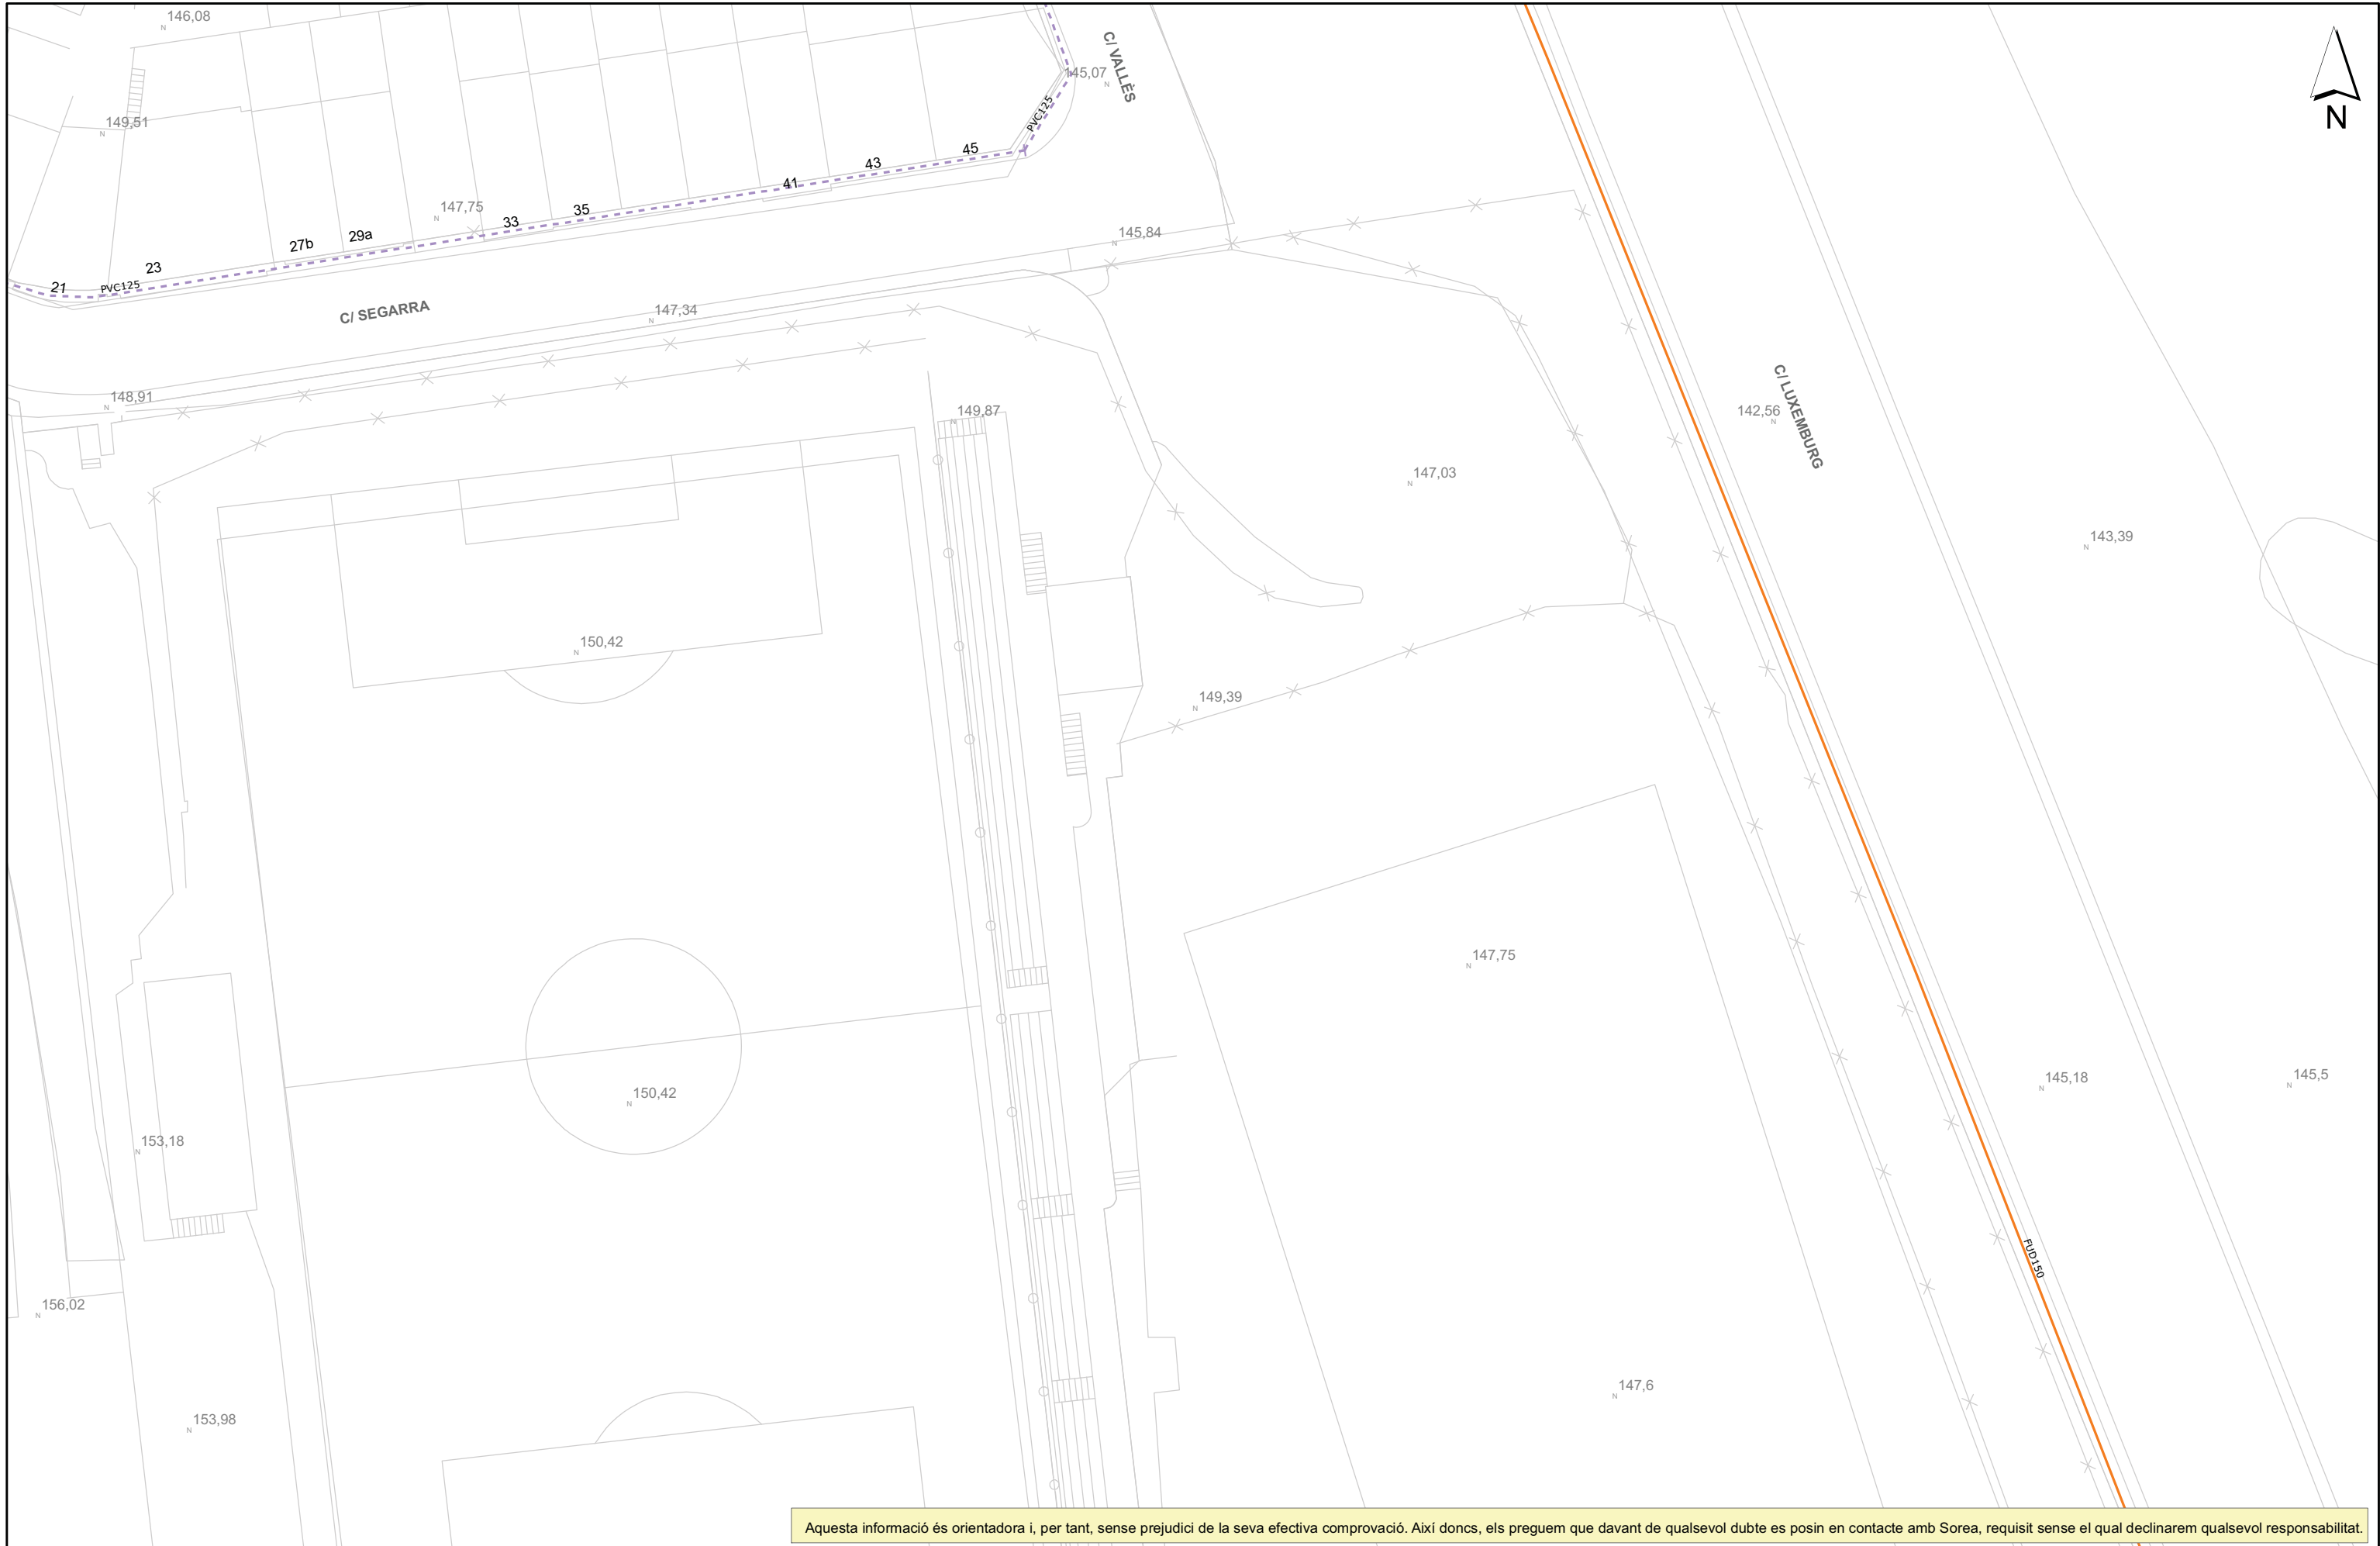 146,08
N
C/ VALLÈS
145,07
N
N
149,51
N
PVC125
45
43
41
147,75
N
35
33
29a
27b
23
21
PVC125
145,84
N
C/ SEGARRA
147,34
N
148,91
N
149,87
N
C/ LUXEMBURG
142,56
N
147,03
N
143,39
N
150,42
N
149,39
N
147,75
N
145,18
N
145,5
N
150,42
N
153,18
N
FUD150
156,02
N
147,6
N
153,98
N
Aquesta informació és orientadora i, per tant, sense prejudici de la seva efectiva comprovació. Així doncs, els preguem que davant de qualsevol dubte es posin en contacte amb Sorea, requisit sense el qual declinarem qualsevol responsabilitat.